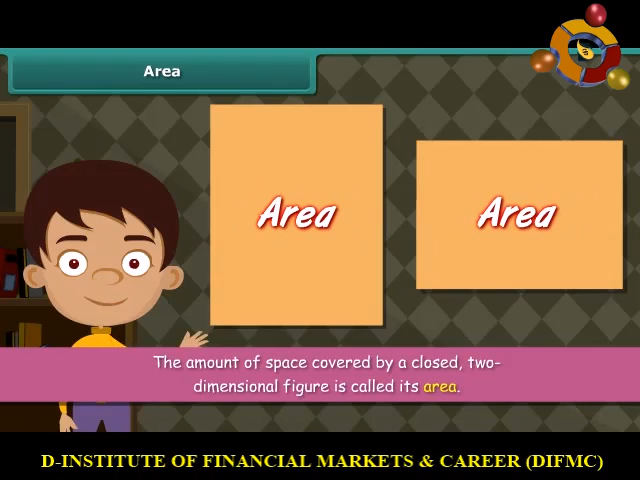 Area
Area
Area
The amount of space covered by a closed, two-
dimensional figure is called its area.
D-INSTITUTE OF FINANCIAL MARKETS & CAREER (DIFMC)